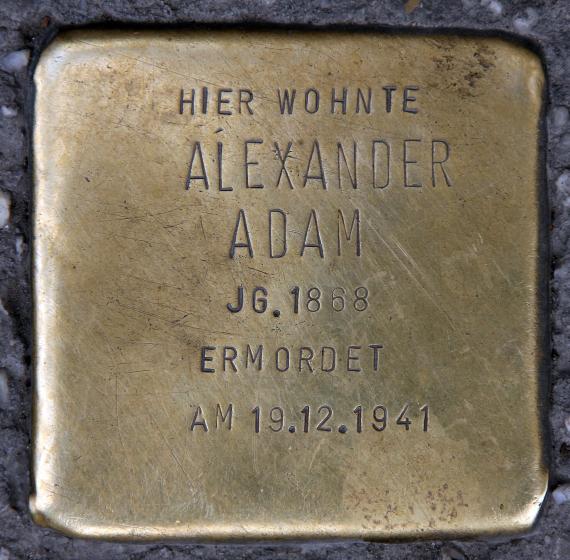 HIER WOHNTE
ALEXANDER
ADAM
JG.1868
ERMORDET
AM 19.12.1941